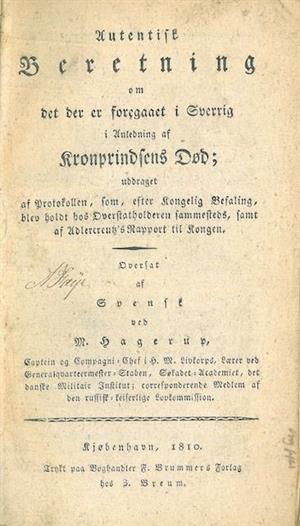 Autentisk
Beretning
om
det der er foregaaet i Sverrig
i Anledning af
Kronprindsens Død;
uddraget
af Protokollen, som, efter Kongelig Befaling,
blev holdt hos Overstatholderen sammesteds, samt
af Adlercreutz's Rapport til Kongen.
Oversat
af
Svensk
ved
M. Hagerup,
Captein og Compagni-Chef i H. M. Livkorps, Lærer ved
Generalquarteermester-Staben, Søkadet-Academiet, det
danske Militair Institut; correspondérende Medlem af
den russisk-keiserlige Lovkommission.
Kjøbenhavn, 1810.
Trykt paa Boghandler F. Brummers Forlag
hos Z. Breum.